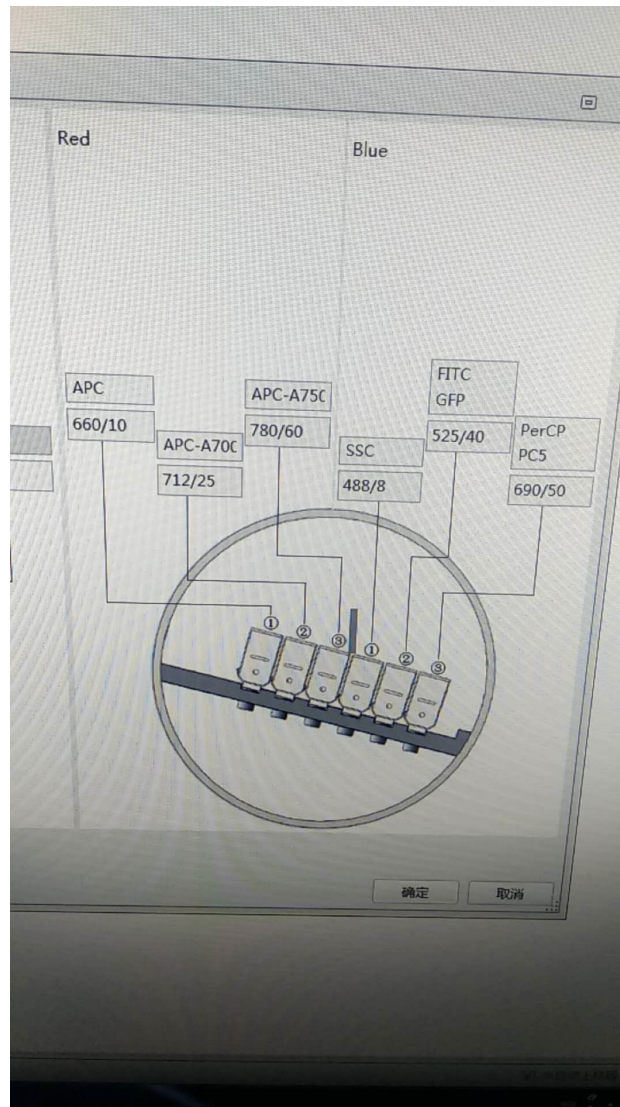 Red
Blue
APC
660/10
APC-A70
712/25
APC-A75
780/60
SSC
488/8
FITC
GFP
525/40
PerCP
PC5
690/50
①
②
③
①
②
③
确定
取消